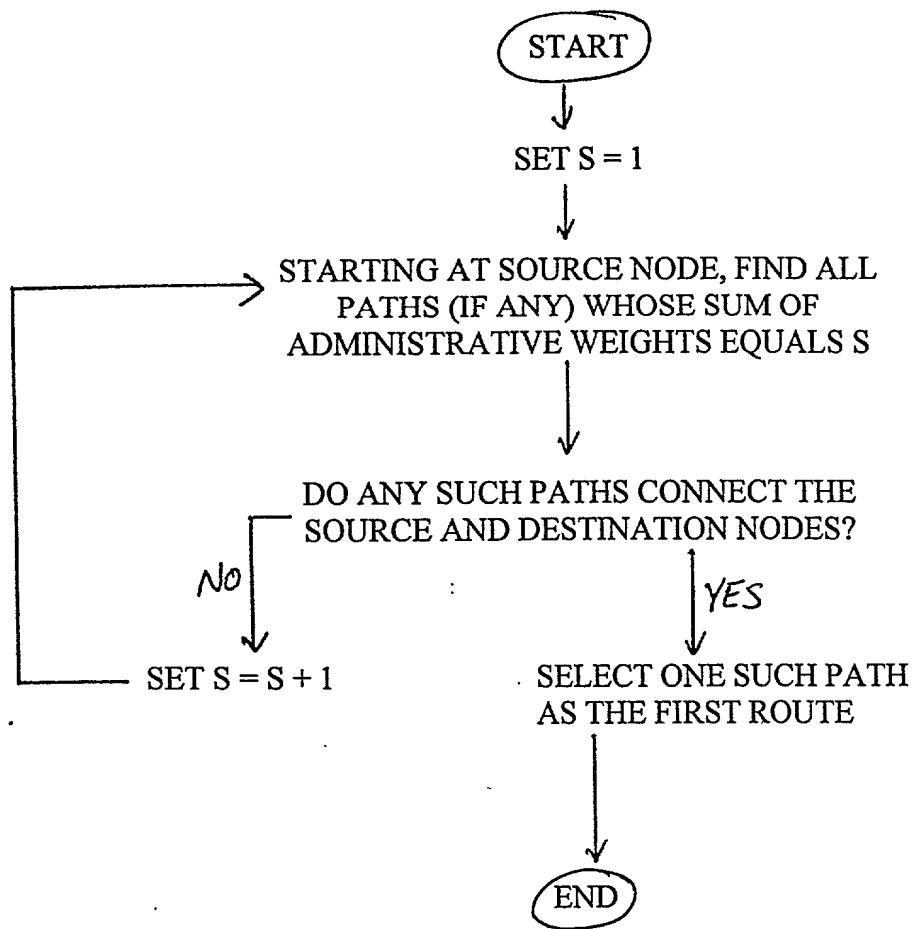 START
SET S = 1
STARTING AT SOURCE NODE, FIND ALL
PATHS (IF ANY) WHOSE SUM OF
ADMINISTRATIVE WEIGHTS EQUALS S
DO ANY SUCH PATHS CONNECT THE
SOURCE AND DESTINATION NODES?
NO
YES
SET S = S + 1
SELECT ONE SUCH PATH
AS THE FIRST ROUTE
END